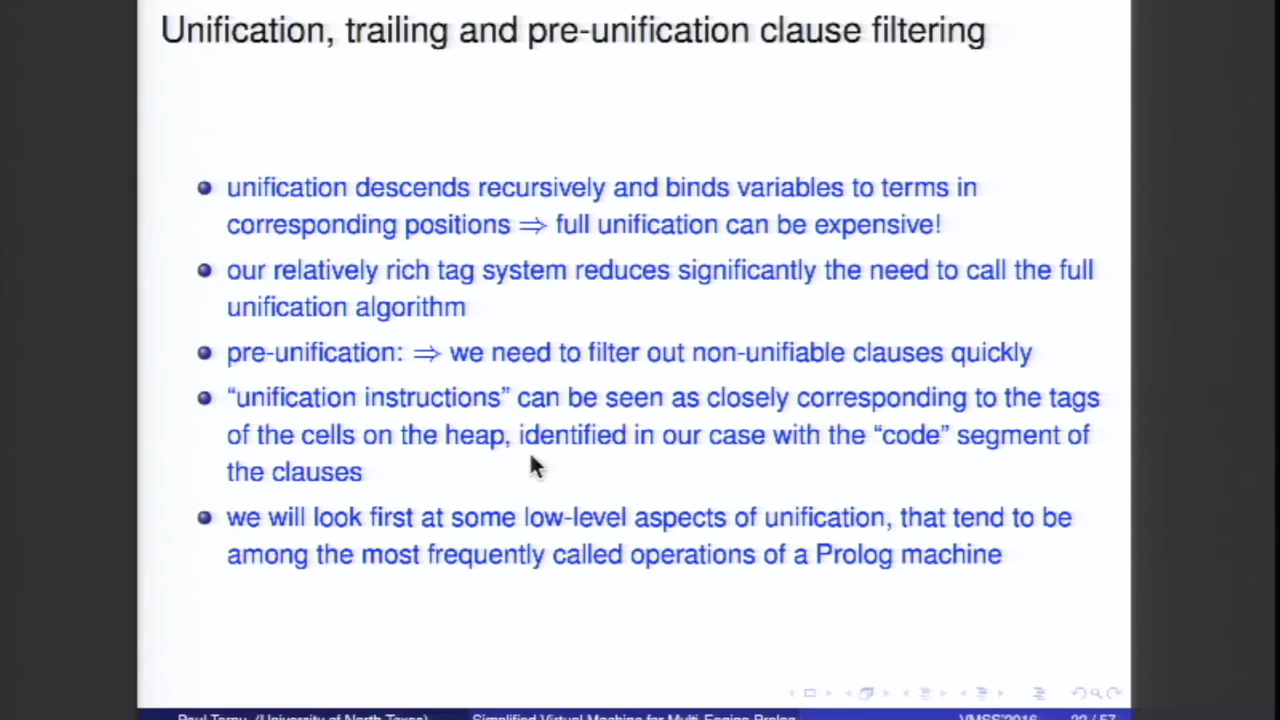 Unification, trailing and pre-unification clause filtering
unification descends recursively and binds variables to terms in
corresponding positions ⇒ full unification can be expensive!
our relatively rich tag system reduces significantly the need to call the full
unification algorithm
pre-unification: ⇒ we need to filter out non-unifiable clauses quickly
“unification instructions” can be seen as closely corresponding to the tags
of the cells on the heap, identified in our case with the “code” segment of
the clauses
we will look first at some low-level aspects of unification, that tend to be
among the most frequently called operations of a Prolog machine
Paul Tarau (University of North Texas) Simplified Virtual Machine for Multi-Engine Prolog VMSS'2016